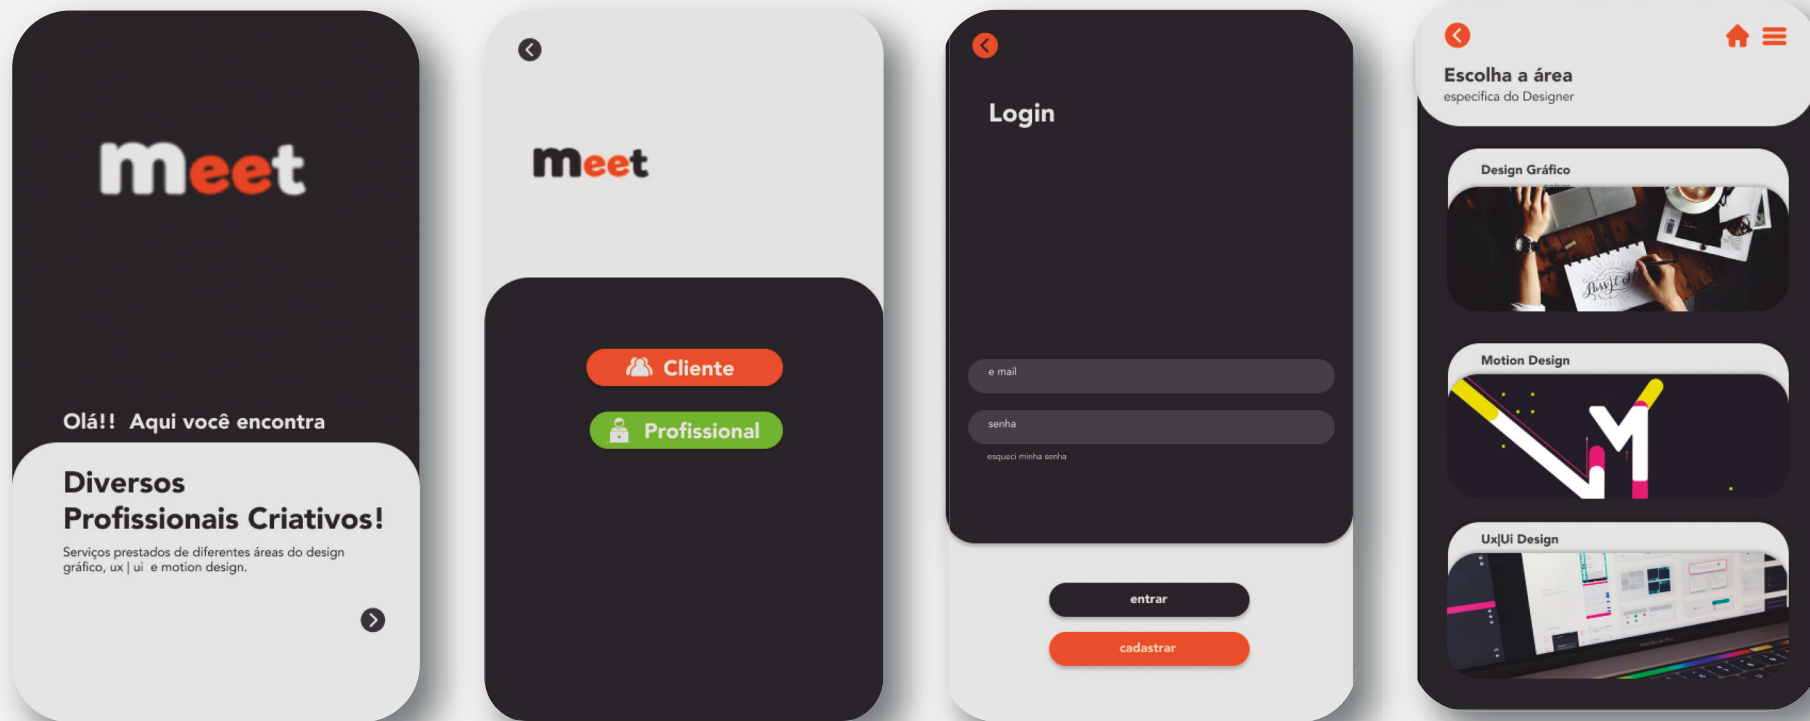 meet
Olá!! Aqui você encontra
Diversos
Profissionais Criativos!
Serviços prestados de diferentes áreas do design
gráfico, ux | ui e motion design.
meet
Cliente
Profissional
Login
e mail
senha
esqueci minha senha
entrar
cadastrar
Escolha a área
específica do Designer
Design Gráfico
Motion Design
Ux|Ui Design
MacBook Pro